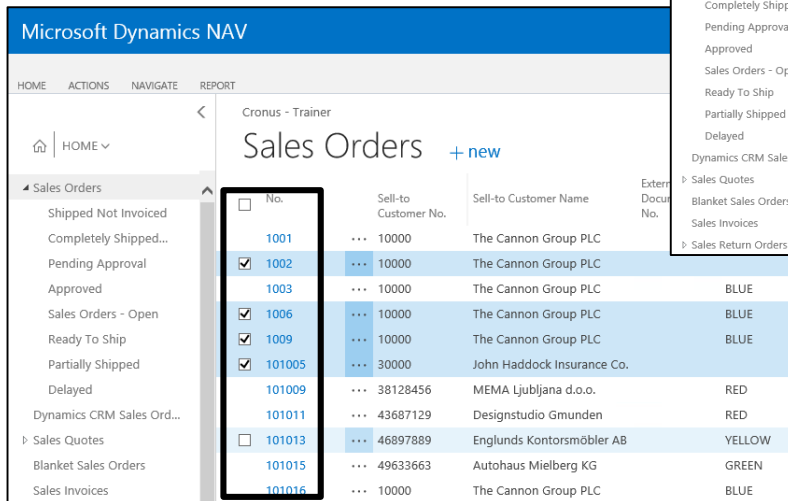 Microsoft Dynamics NAV
HOME ACTIONS NAVIGATE REPORT
HOME
Sales Orders
Shipped Not Invoiced
Completely Shipped...
Pending Approval
Approved
Sales Orders - Open
Ready To Ship
Partially Shipped
Delayed
Dynamics CRM Sales Ord...
Sales Quotes
Blanket Sales Orders
Sales Invoices
Cronus - Trainer
Sales Orders + new
No. Sell-to Customer No. Sell-to Customer Name Extern Docur No.
1001 ... 10000 The Cannon Group PLC
1002 ... 10000 The Cannon Group PLC
1003 ... 10000 The Cannon Group PLC BLUE
1006 ... 10000 The Cannon Group PLC BLUE
1009 ... 10000 The Cannon Group PLC BLUE
101005 ... 30000 John Haddock Insurance Co.
101009 ... 38128456 MEMA Ljubljana d.o.o. RED
101011 ... 43687129 Designstudio Gmunden RED
101013 ... 46897889 Englunds Kontorsmöbler AB YELLOW
101015 ... 49633663 Autohaus Mielberg KG GREEN
101016 ... 10000 The Cannon Group PLC BLUE
Completely Shipp
Pending Approva
Approved
Sales Orders - Op
Ready To Ship
Partially Shipped
Delayed
Dynamics CRM Sale
Sales Quotes
Blanket Sales Orders
Sales Invoices
Sales Return Orders